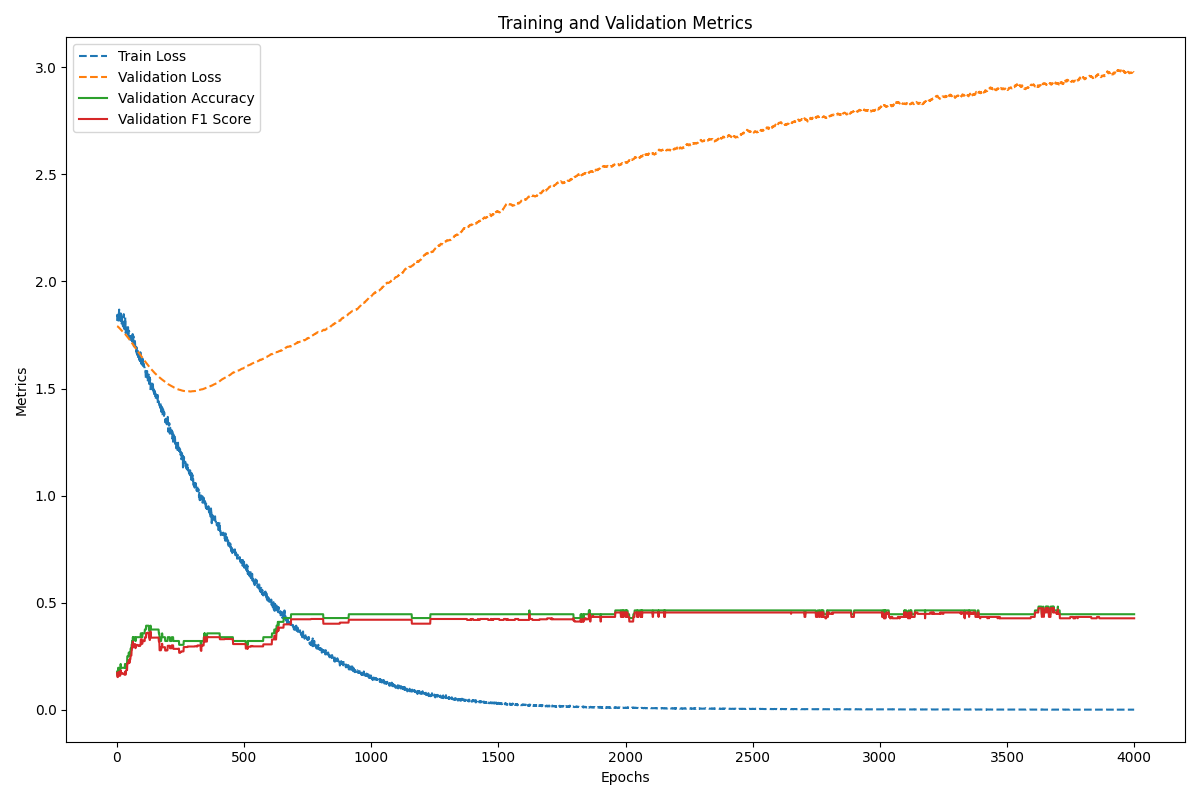 Training and Validation Metrics
Train Loss
Validation Loss
Validation Accuracy
Validation F1 Score
3.0
2.5
2.0
1.5
1.0
0.5
0.0
Metrics
0 500 1000 1500 2000 2500 3000 3500 4000
Epochs